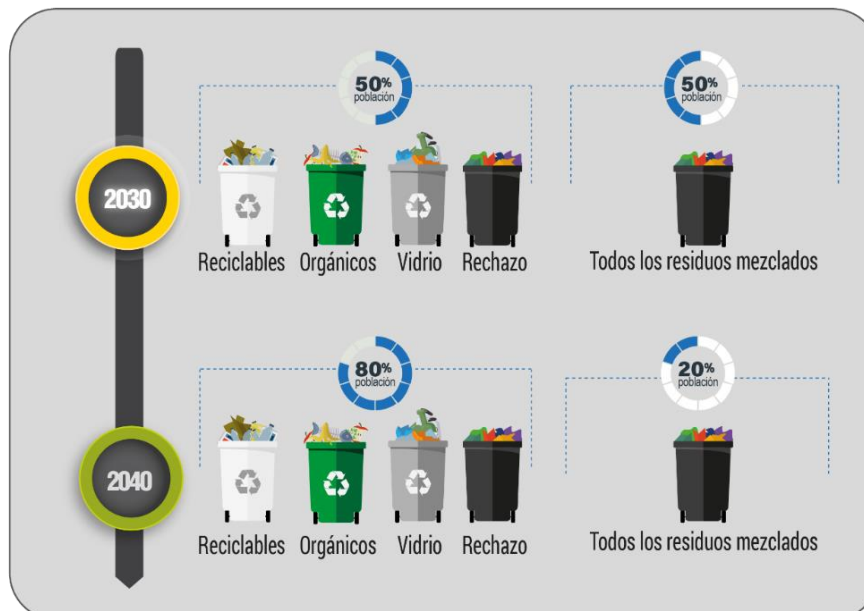 50%
población
50%
población
2030
Reciclables
Orgánicos
Vidrio
Rechazo
Todos los residuos mezclados
80%
población
20%
población
2040
Reciclables
Orgánicos
Vidrio
Rechazo
Todos los residuos mezclados